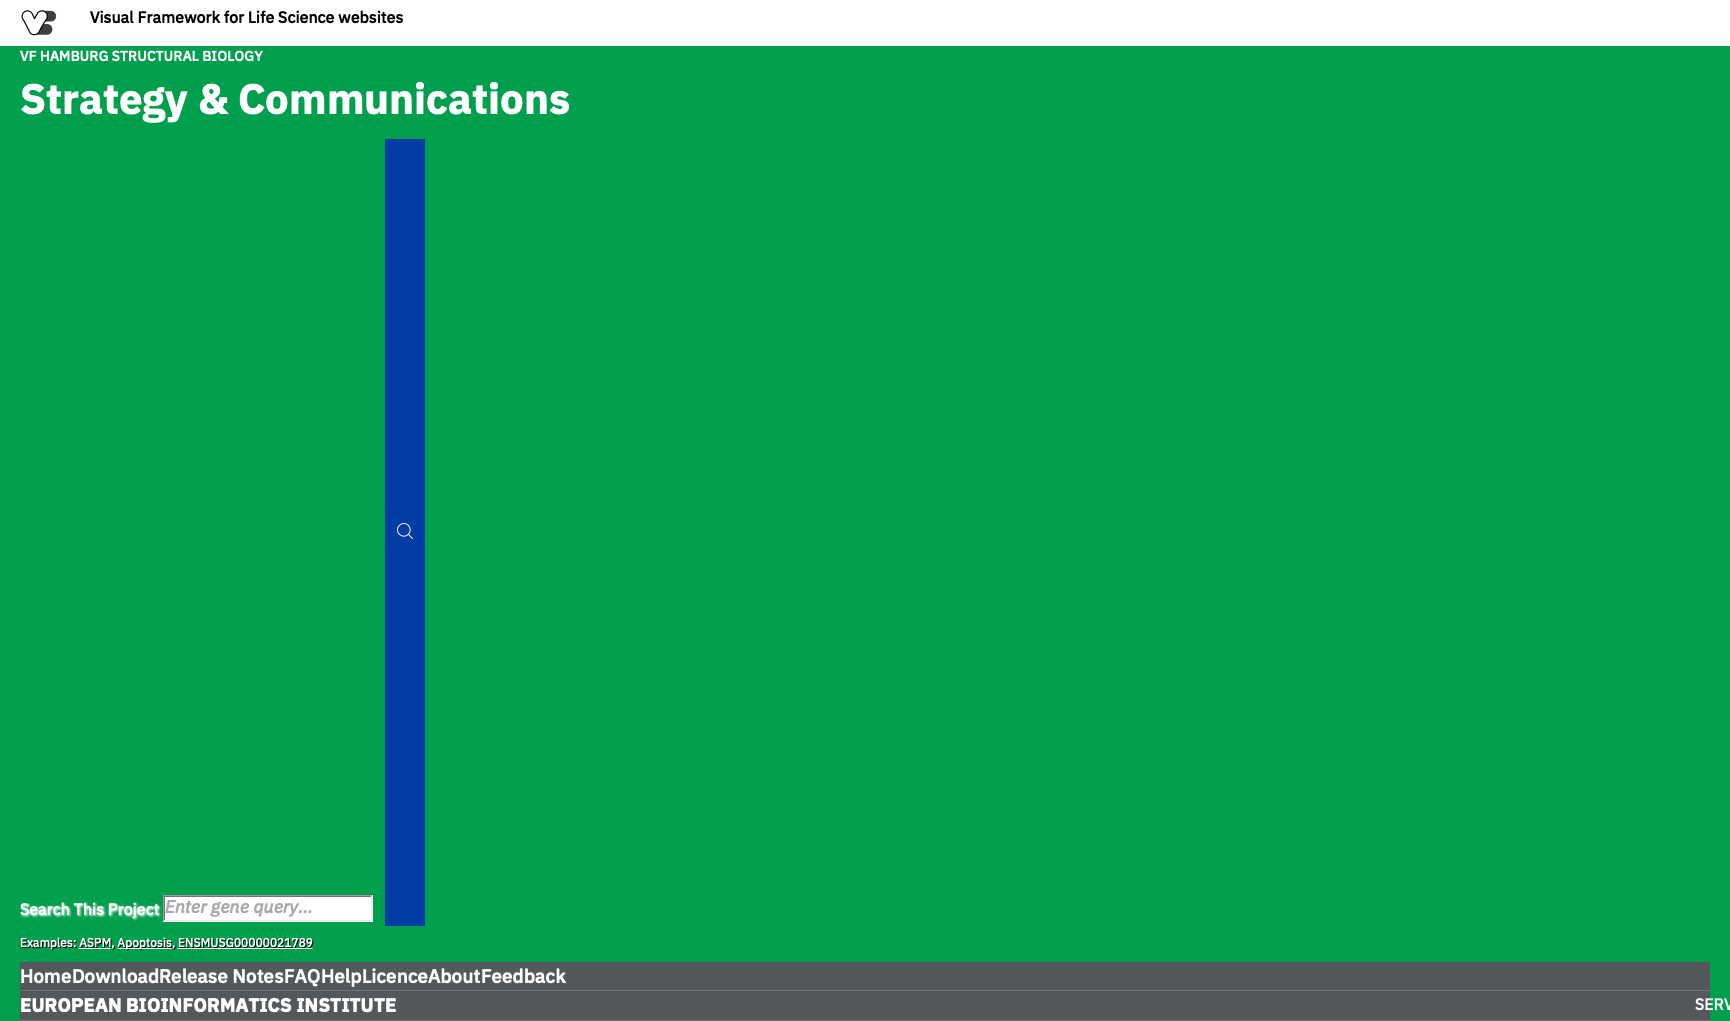 Visual Framework for Life Science websites
VF HAMBURG STRUCTURAL BIOLOGY
Strategy & Communications
Search This Project Enter gene query...
Examples: ASPM, Apoptosis, ENSMUSG00000021789
HomeDownloadRelease NotesFAQHelpLicenceAboutFeedback
EUROPEAN BIOINFORMATICS INSTITUTE